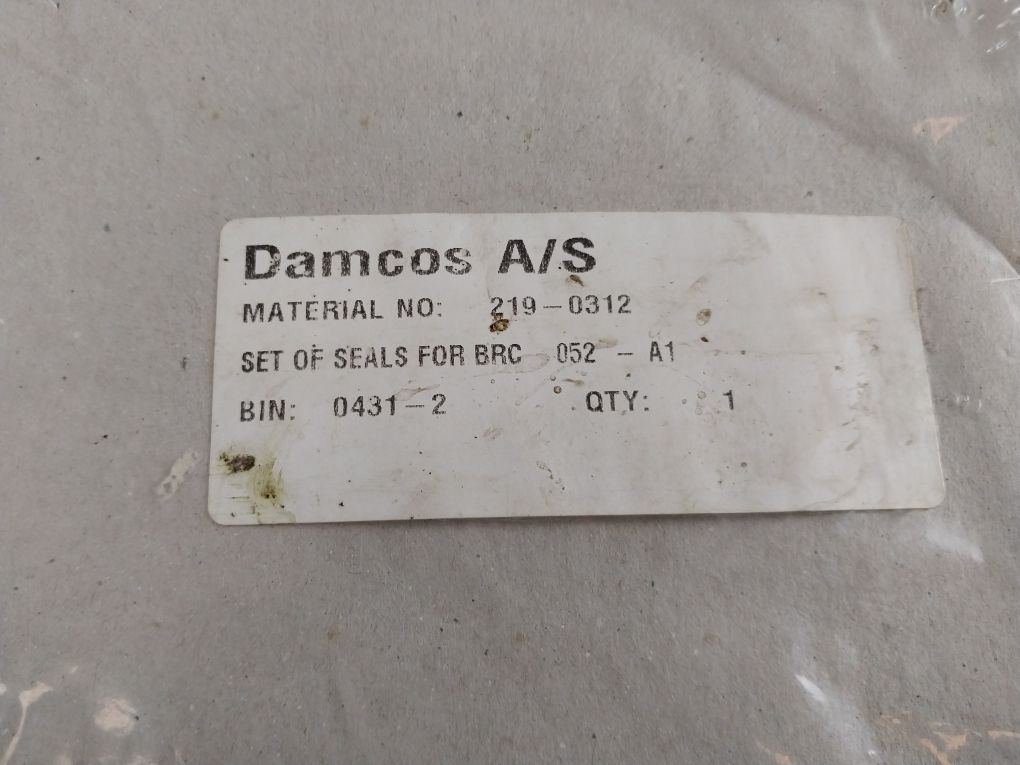 Damcos A/S
MATERIAL NO: 219-0312
SET OF SEALS FOR BRC 052 - A1
BIN: 0431-2 QTY: 1